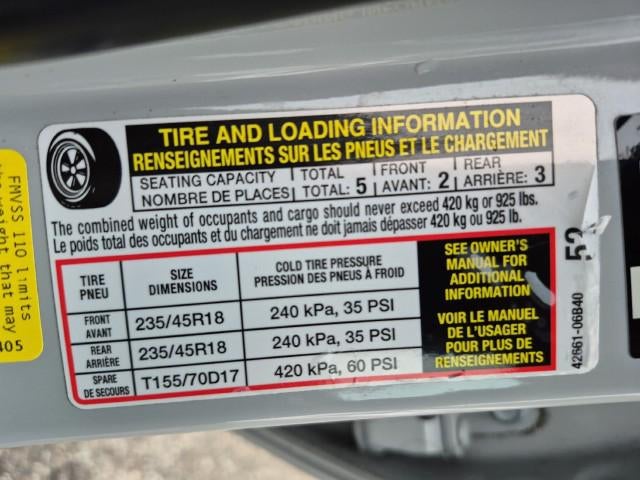 TIRE AND LOADING INFORMATION
RENSEIGNEMENTS SUR LES PNEUS ET LE CHARGEMENT
SEATING CAPACITY TOTAL FRONT REAR
NOMBRE DE PLACES TOTAL: 5 AVANT: 2 ARRIÈRE: 3
The combined weight of occupants and cargo should never exceed 420 kg or 925 lbs.
Le poids total des occupants et du chargement ne doit jamais dépasser 420 kg ou 925 lb.
TIRE SIZE COLD TIRE PRESSURE
PNEU DIMENSIONS PRESSION DES PNEUS À FROID
FRONT
AVANT 235/45R18 240 kPa, 35 PSI
REAR
ARRIÈRE 235/45R18 240 kPa, 35 PSI
SPARE
DE SECOURS T155/70D17 420 kPa, 60 PSI
SEE OWNER'S
MANUAL FOR
ADDITIONAL
INFORMATION
VOIR LE MANUEL
DE L'USAGER
POUR PLUS DE
RENSEIGNEMENTS
52
42661-06B40
FMVSS 110 limits
weight that may
405